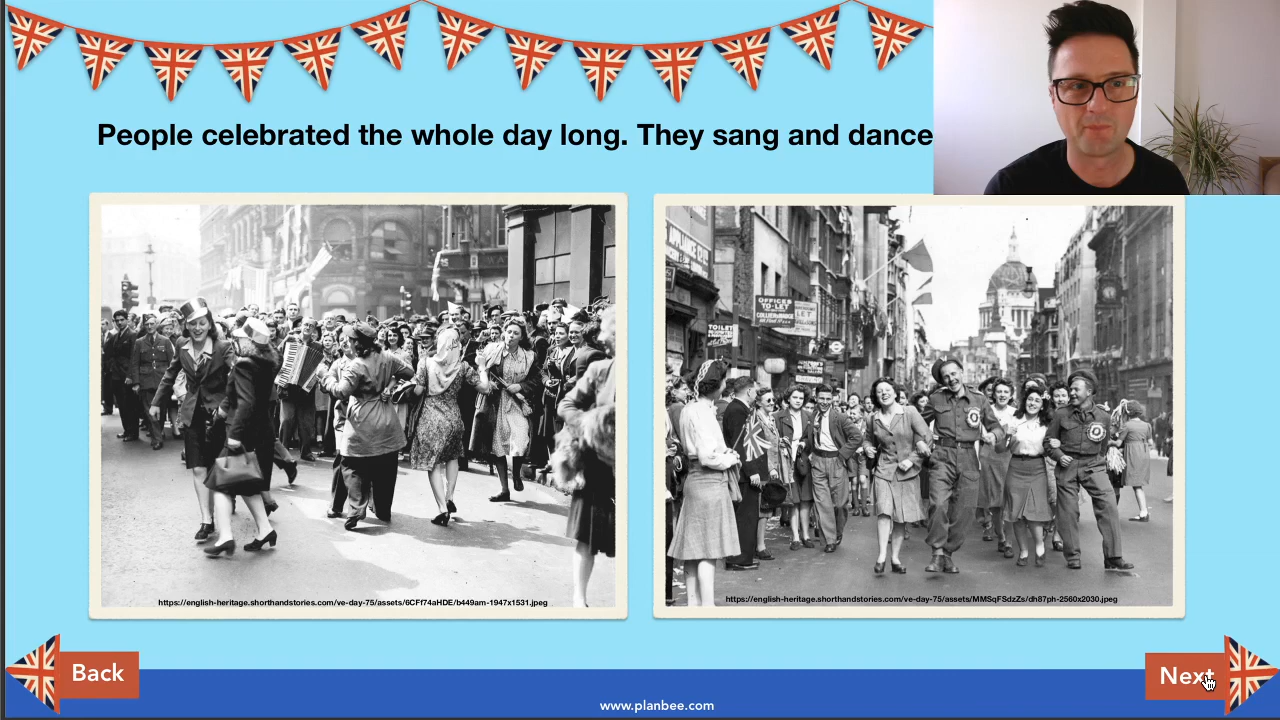 People celebrated the whole day long. They sang and dance
OFFICES
TO-LET
TOILET
https://english-heritage.shorthandstories.com/ve-day-75/assets/6CFf74aHDE/b449am-1947x1531.jpeg
https://english-heritage.shorthandstories.com/ve-day-75/assets/MMSqFSdzZs/dh87ph-2560x2030.jpeg
Back
Next
www.planbee.com